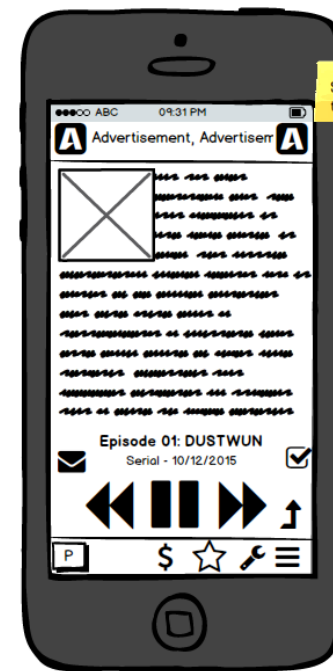 ABC 09:31 PM
A Advertisement, Advertisem A
Episode 01: DUSTWUN
Serial - 10/12/2015
P $